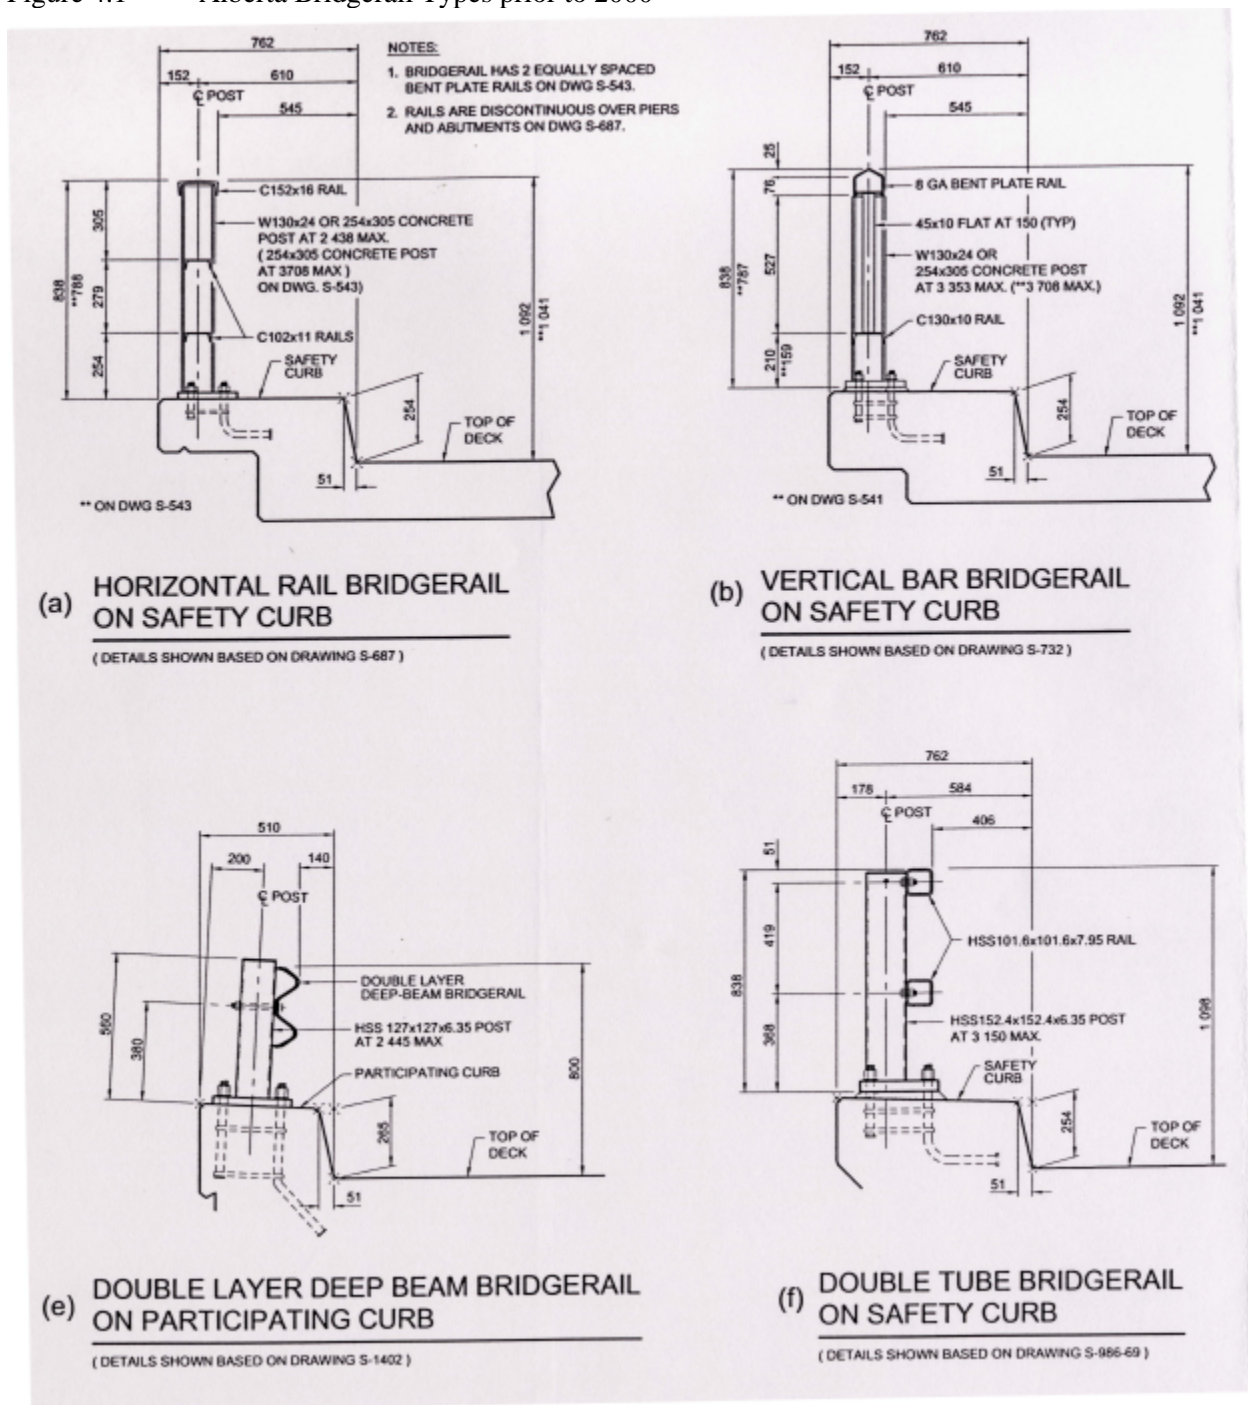 Figure 4.1 Alberta Bridgerail Types prior to 2000
762
152
610
℄ POST
545
NOTES:
1. BRIDGERAIL HAS 2 EQUALLY SPACED
BENT PLATE RAILS ON DWG S-543.
2. RAILS ARE DISCONTINUOUS OVER PIERS
AND ABUTMENTS ON DWG S-687.
C152x16 RAIL
W130x24 OR 254x305 CONCRETE
POST AT 2 438 MAX.
( 254x305 CONCRETE POST
AT 3708 MAX )
ON DWG. S-543)
C102x11 RAILS
SAFETY
CURB
305
279
254
838
**788
1 092
**1 041
254
TOP OF
DECK
51
** ON DWG S-543
(a) HORIZONTAL RAIL BRIDGERAIL
ON SAFETY CURB
( DETAILS SHOWN BASED ON DRAWING S-687 )
762
152
610
℄ POST
545
25
76
527
838
**787
210
**159
8 GA BENT PLATE RAIL
45x10 FLAT AT 150 (TYP)
W130x24 OR
254x305 CONCRETE POST
AT 3 353 MAX. (**3 708 MAX.)
C130x10 RAIL
SAFETY
CURB
1 092
**1 041
254
TOP OF
DECK
51
** ON DWG S-541
(b) VERTICAL BAR BRIDGERAIL
ON SAFETY CURB
( DETAILS SHOWN BASED ON DRAWING S-732 )
510
200
140
℄ POST
DOUBLE LAYER
DEEP-BEAM BRIDGERAIL
HSS 127x127x6.35 POST
AT 2 445 MAX
PARTICIPATING CURB
560
380
800
265
TOP OF
DECK
51
(e) DOUBLE LAYER DEEP BEAM BRIDGERAIL
ON PARTICIPATING CURB
( DETAILS SHOWN BASED ON DRAWING S-1402 )
762
178
584
℄ POST
406
51
419
838
368
HSS101.6x101.6x7.95 RAIL
HSS152.4x152.4x6.35 POST
AT 3 150 MAX.
SAFETY
CURB
1 098
254
TOP OF
DECK
51
(f) DOUBLE TUBE BRIDGERAIL
ON SAFETY CURB
( DETAILS SHOWN BASED ON DRAWING S-986-69 )